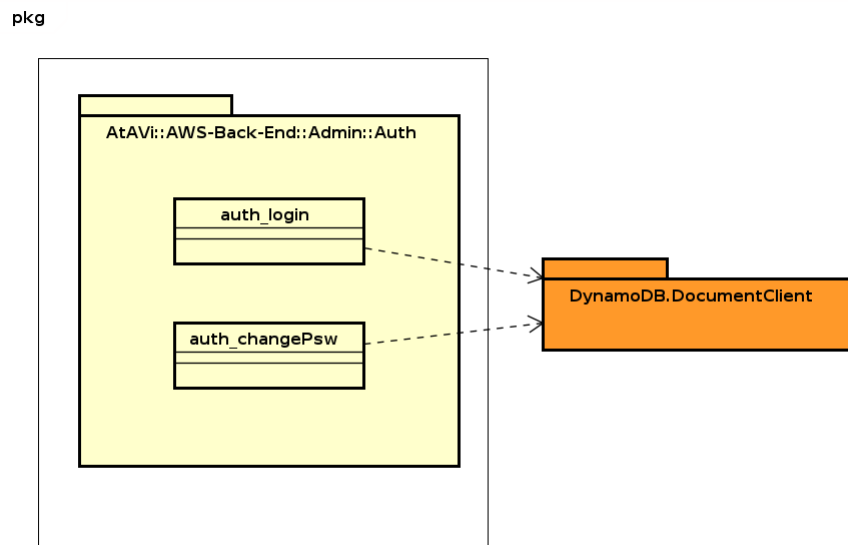 pkg
AtAVi::AWS-Back-End::Admin::Auth
auth_login
DynamoDB.DocumentClient
auth_changePsw